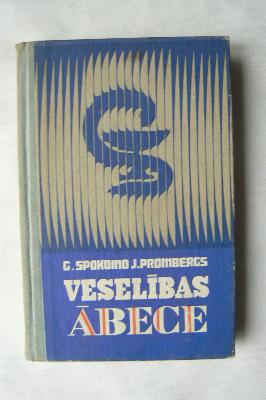 G. SPOKOINO J. PROMBERGS
VESELĪBAS
ĀBECE